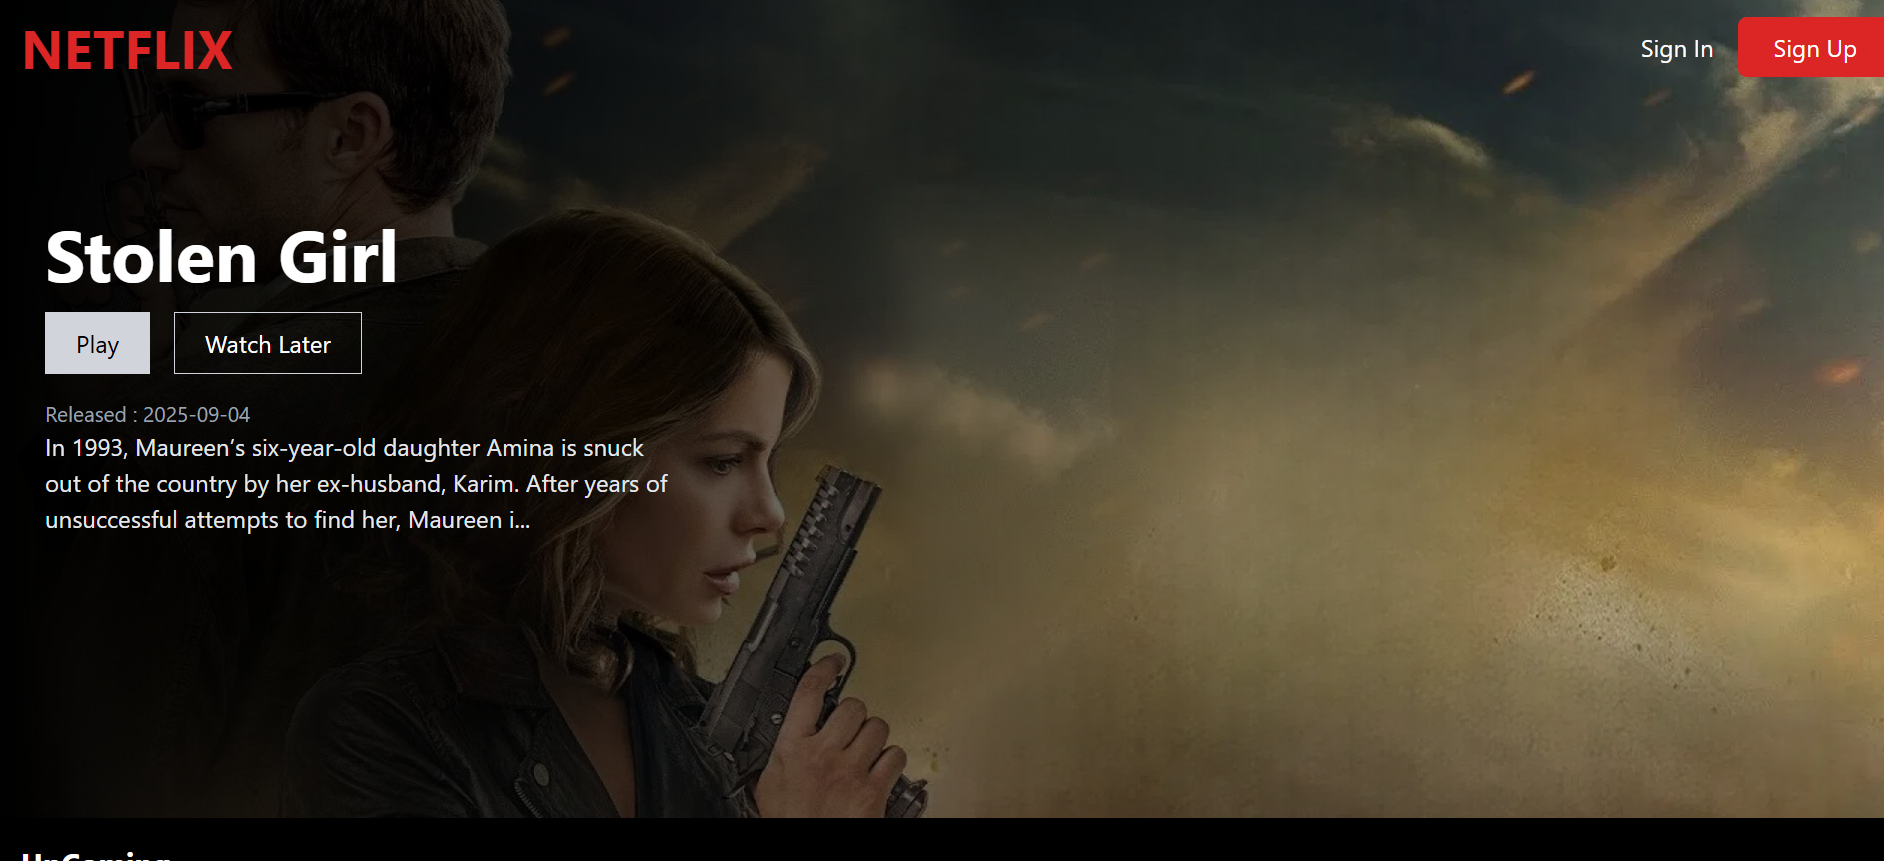 NETFLIX
Sign In
Sign Up
Stolen Girl
Play
Watch Later
Released : 2025-09-04
In 1993, Maureen’s six-year-old daughter Amina is snuck
out of the country by her ex-husband, Karim. After years of
unsuccessful attempts to find her, Maureen i...
UpComing